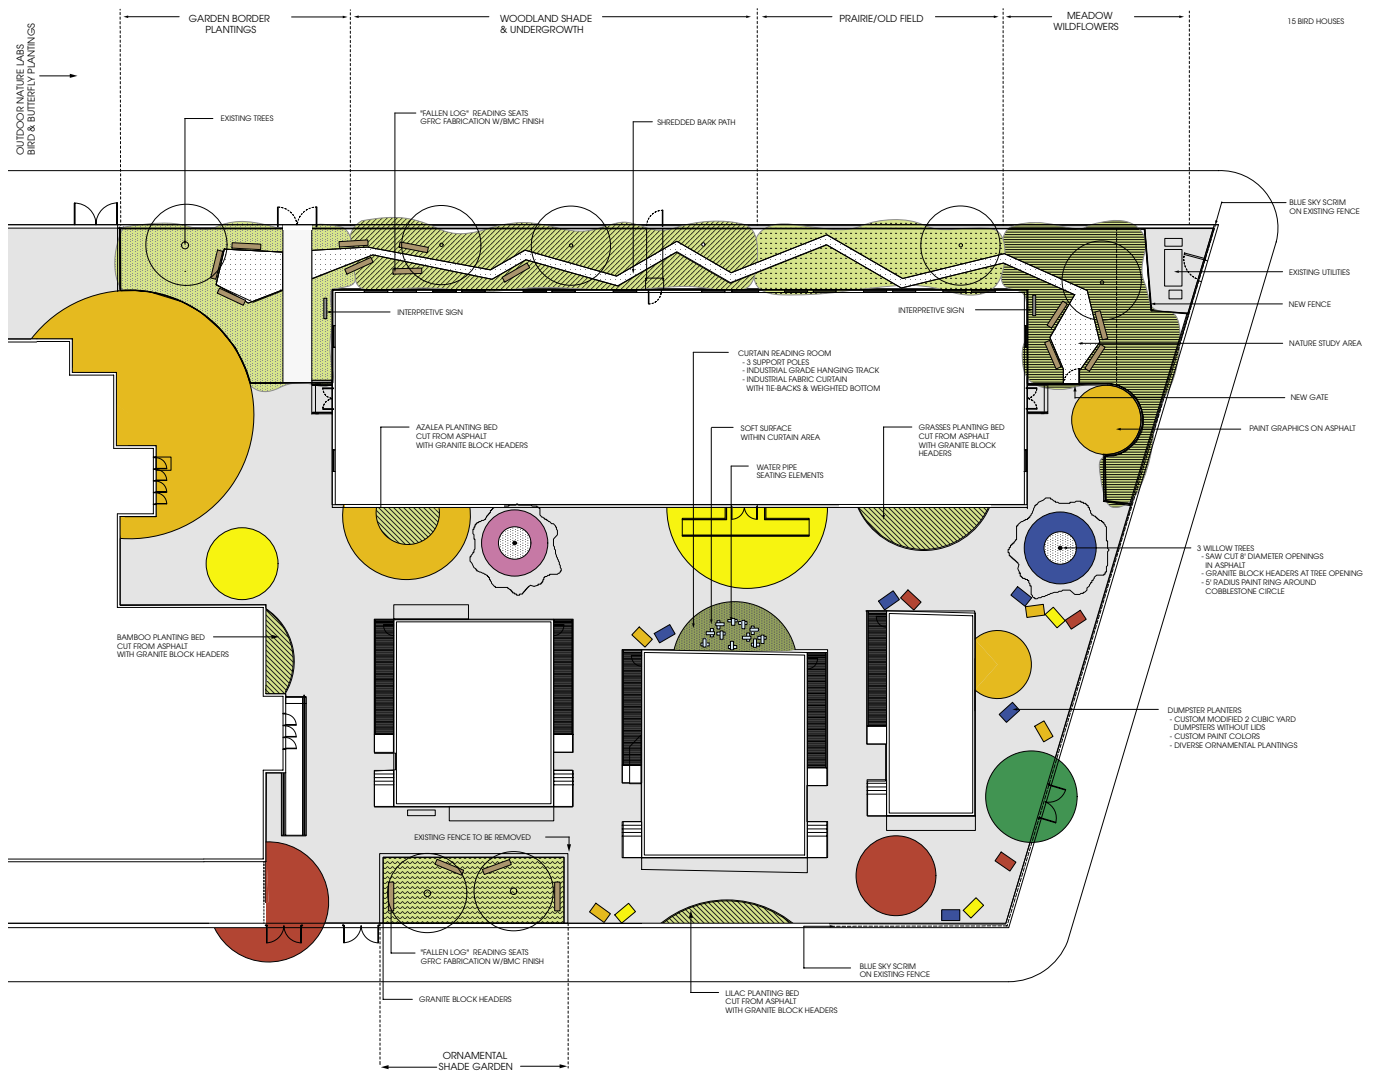 GARDEN BORDER
PLANTINGS
WOODLAND SHADE
& UNDERGROWTH
PRAIRIE/OLD FIELD
MEADOW
WILDFLOWERS
15 BIRD HOUSES
OUTDOOR NATURE LABS
BIRD & BUTTERFLY PLANTINGS
EXISTING TREES
"FALLEN LOG" READING SEATS
GFRC FABRICATION W/BMC FINISH
SHREDDED BARK PATH
BLUE SKY SCRIM
ON EXISTING FENCE
EXISTING UTILITIES
NEW FENCE
INTERPRETIVE SIGN
INTERPRETIVE SIGN
NATURE STUDY AREA
CURTAIN READING ROOM
- 3 SUPPORT POLES
- INDUSTRIAL GRADE HANGING TRACK
- INDUSTRIAL FABRIC CURTAIN
WITH TIE-BACKS & WEIGHTED BOTTOM
NEW GATE
AZALEA PLANTING BED
CUT FROM ASPHALT
WITH GRANITE BLOCK HEADERS
SOFT SURFACE
WITHIN CURTAIN AREA
GRASSES PLANTING BED
CUT FROM ASPHALT
WITH GRANITE BLOCK
HEADERS
PAINT GRAPHICS ON ASPHALT
WATER PIPE
SEATING ELEMENTS
3 WILLOW TREES
- SAW CUT 8' DIAMETER OPENINGS
IN ASPHALT
- GRANITE BLOCK HEADERS AT TREE OPENING
- 5' RADIUS PAINT RING AROUND
COBBLESTONE CIRCLE
BAMBOO PLANTING BED
CUT FROM ASPHALT
WITH GRANITE BLOCK HEADERS
DUMPSTER PLANTERS
- CUSTOM MODIFIED 2 CUBIC YARD
DUMPSTERS WITHOUT LIDS
- CUSTOM PAINT COLORS
- DIVERSE ORNAMENTAL PLANTINGS
EXISTING FENCE TO BE REMOVED
"FALLEN LOG" READING SEATS
GFRC FABRICATION W/BMC FINISH
BLUE SKY SCRIM
ON EXISTING FENCE
GRANITE BLOCK HEADERS
LILAC PLANTING BED
CUT FROM ASPHALT
WITH GRANITE BLOCK HEADERS
ORNAMENTAL
SHADE GARDEN